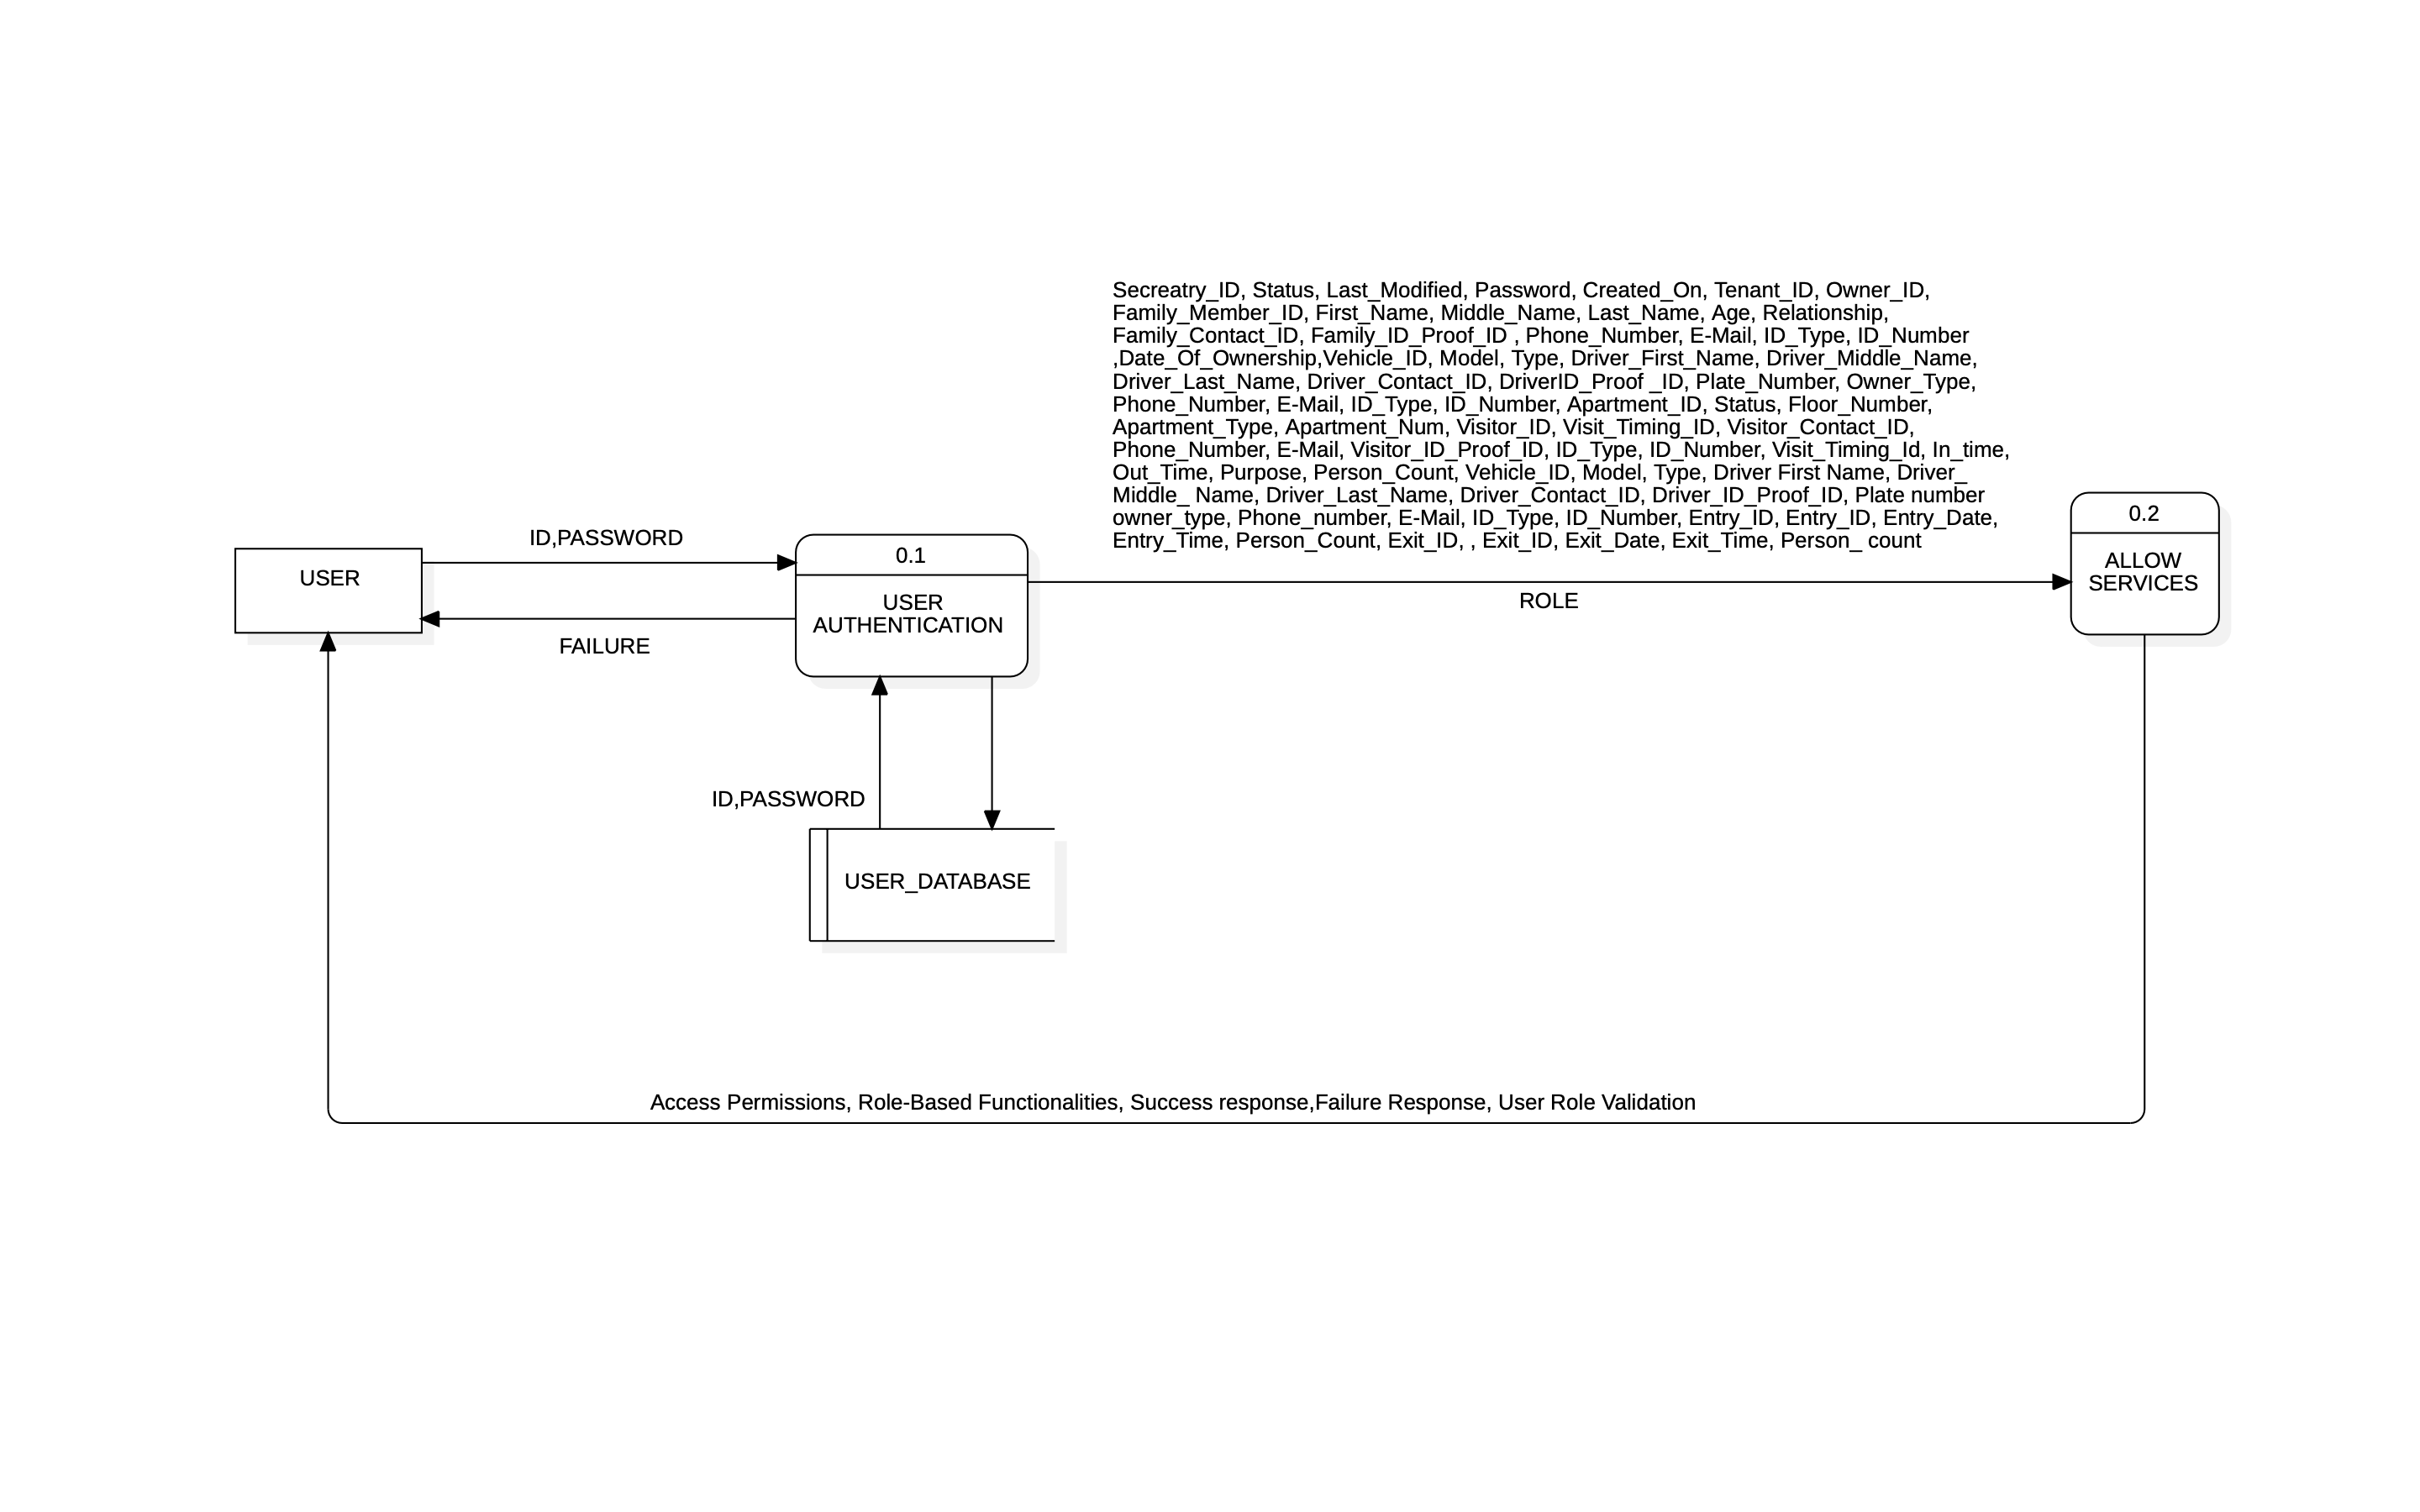 Secreatry_ID, Status, Last_Modified, Password, Created_On, Tenant_ID, Owner_ID,
Family_Member_ID, First_Name, Middle_Name, Last_Name, Age, Relationship,
Family_Contact_ID, Family_ID_Proof_ID , Phone_Number, E-Mail, ID_Type, ID_Number
,Date_Of_Ownership,Vehicle_ID, Model, Type, Driver_First_Name, Driver_Middle_Name,
Driver_Last_Name, Driver_Contact_ID, DriverID_Proof _ID, Plate_Number, Owner_Type,
Phone_Number, E-Mail, ID_Type, ID_Number, Apartment_ID, Status, Floor_Number,
Apartment_Type, Apartment_Num, Visitor_ID, Visit_Timing_ID, Visitor_Contact_ID,
Phone_Number, E-Mail, Visitor_ID_Proof_ID, ID_Type, ID_Number, Visit_Timing_Id, In_time,
Out_Time, Purpose, Person_Count, Vehicle_ID, Model, Type, Driver First Name, Driver_
Middle_ Name, Driver_Last_Name, Driver_Contact_ID, Driver_ID_Proof_ID, Plate number
owner_type, Phone_number, E-Mail, ID_Type, ID_Number, Entry_ID, Entry_ID, Entry_Date,
Entry_Time, Person_Count, Exit_ID, , Exit_ID, Exit_Date, Exit_Time, Person_ count
ID,PASSWORD
USER
FAILURE
0.1
USER
AUTHENTICATION
ROLE
0.2
ALLOW
SERVICES
ID,PASSWORD
USER_DATABASE
Access Permissions, Role-Based Functionalities, Success response,Failure Response, User Role Validation